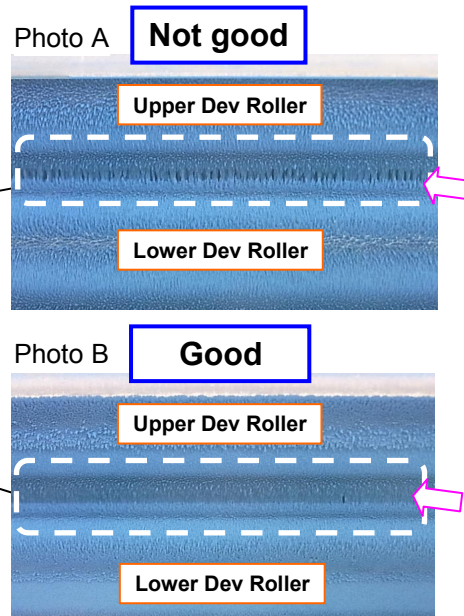 Photo A
Not good
Upper Dev Roller
Lower Dev Roller
Photo B
Good
Upper Dev Roller
Lower Dev Roller